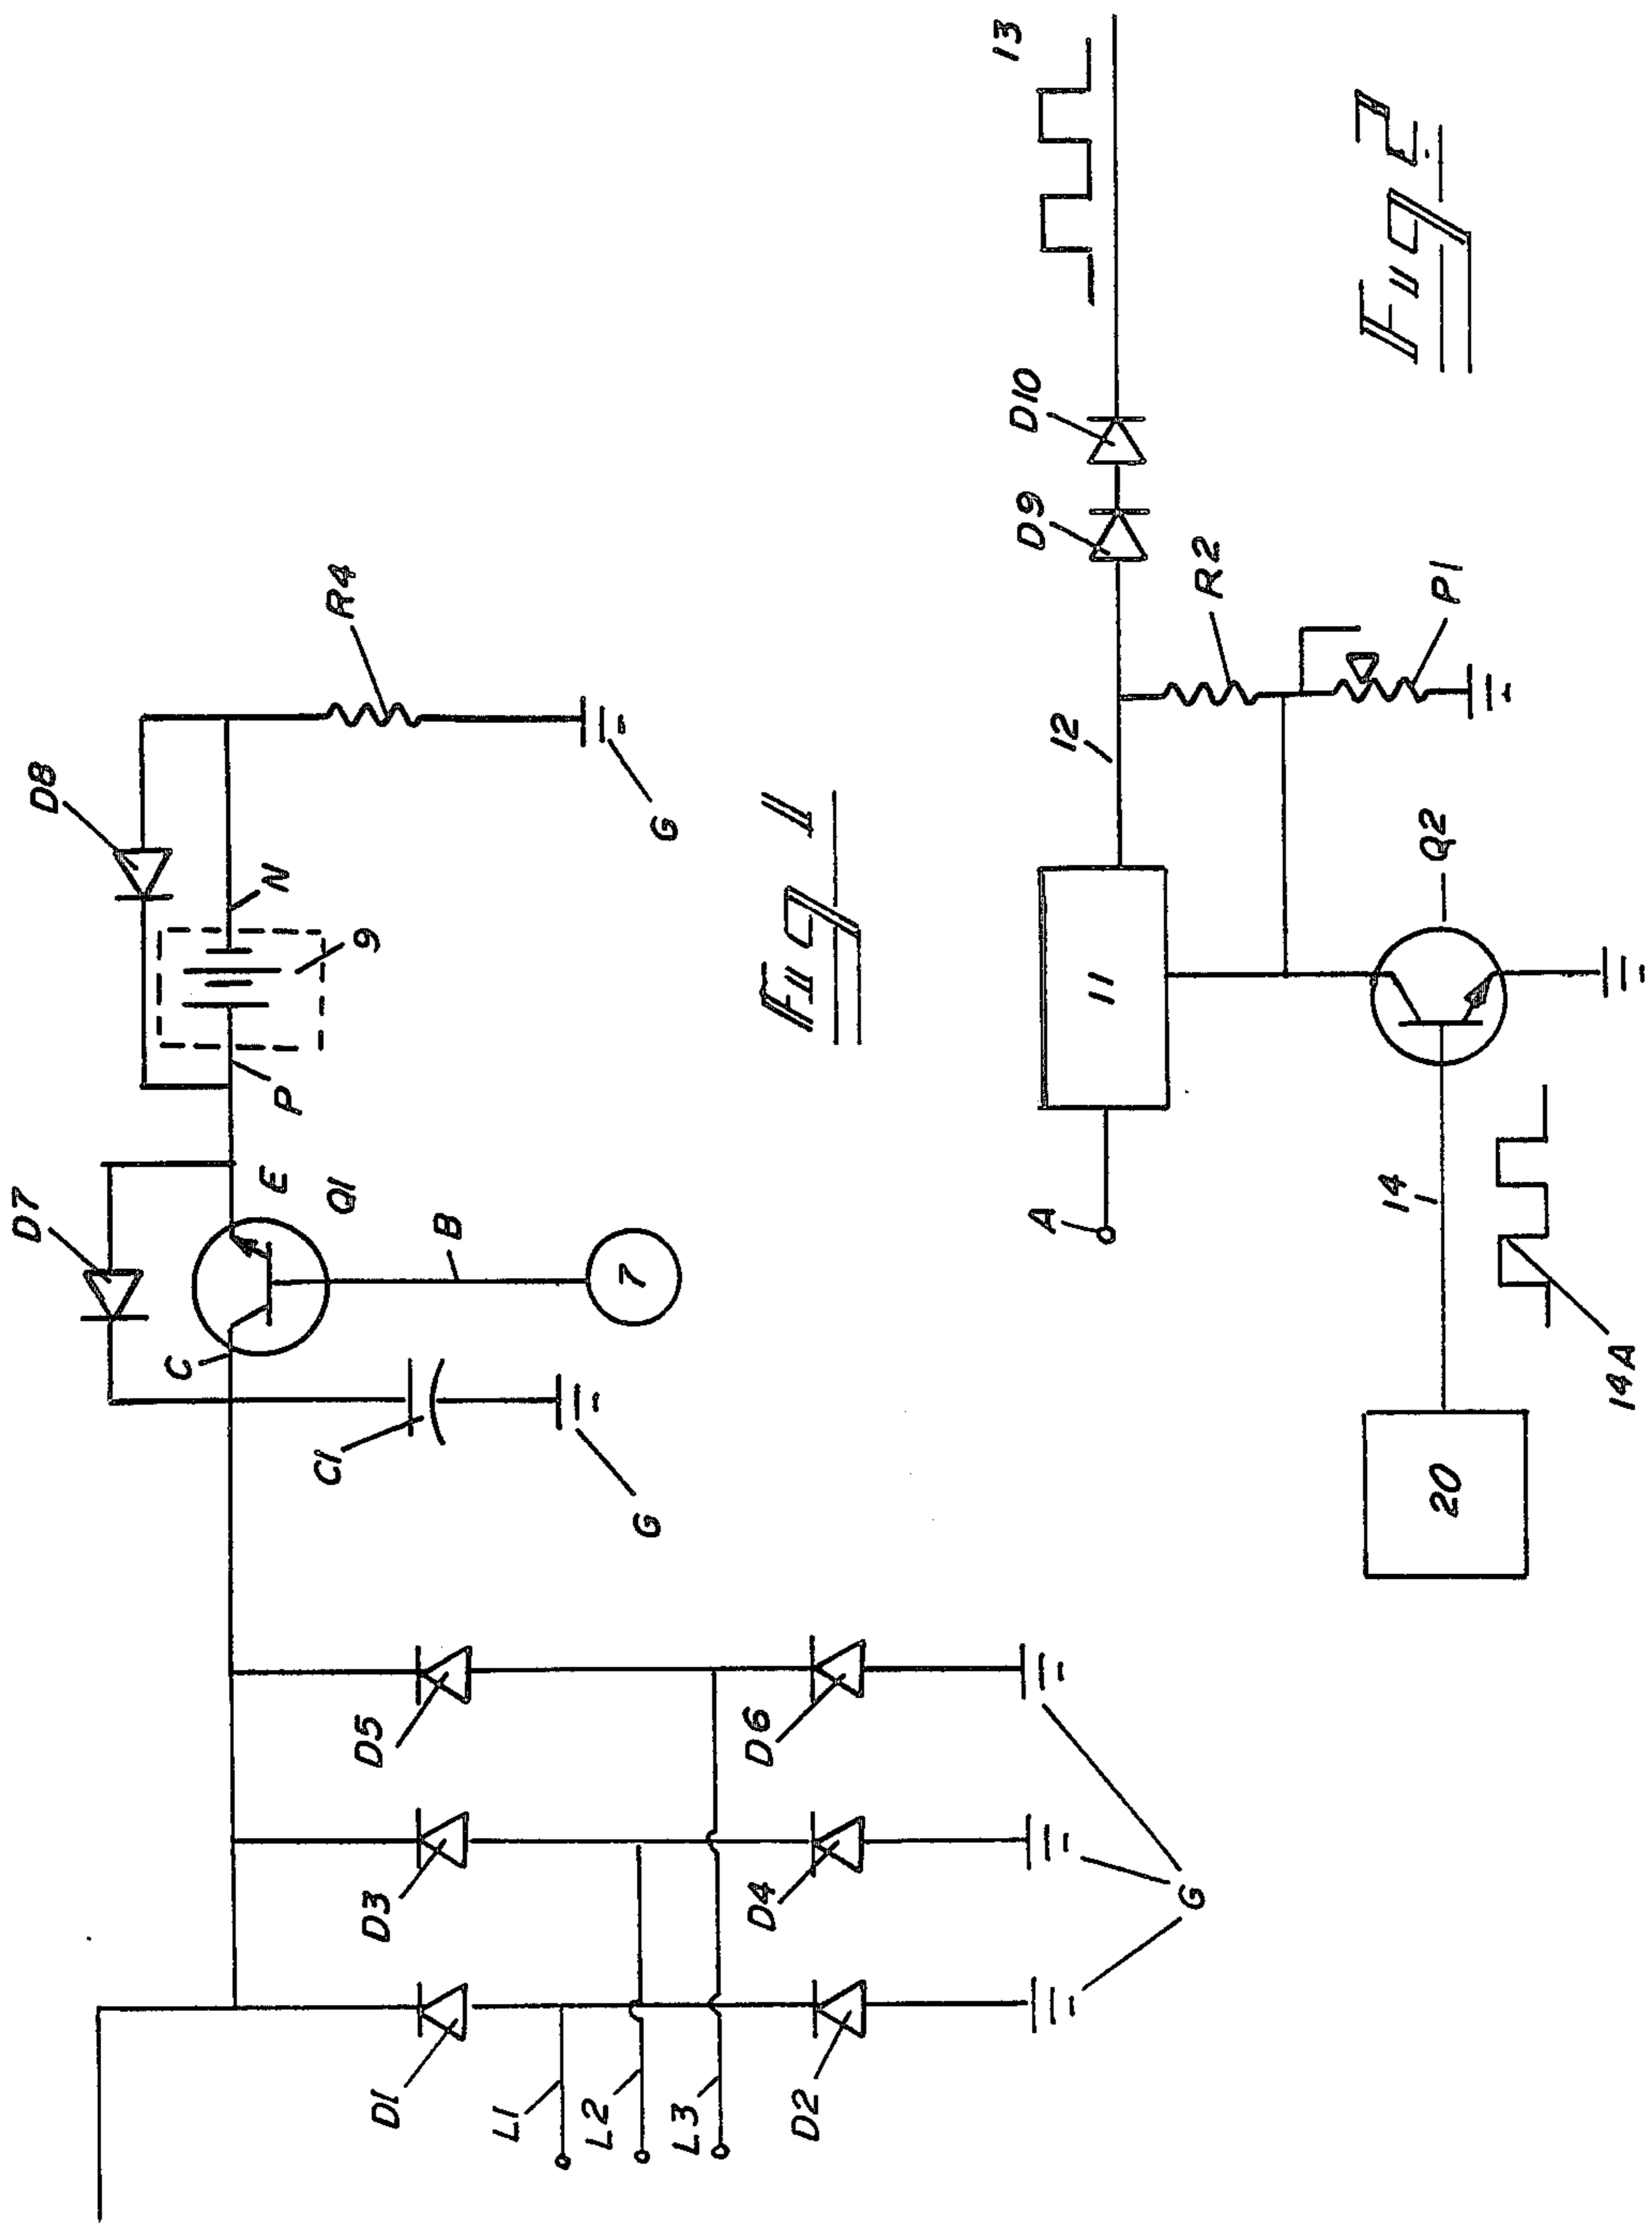 D7
D8
C
E
Q1
P
N
9
R4
B
7
C1
G
G
D1
D3
D5
L1
L2
L3
D2
D4
D6
G
Fig 1
A
11
12
D9
D10
13
R2
P1
Q2
14
14A
20
Fig 2